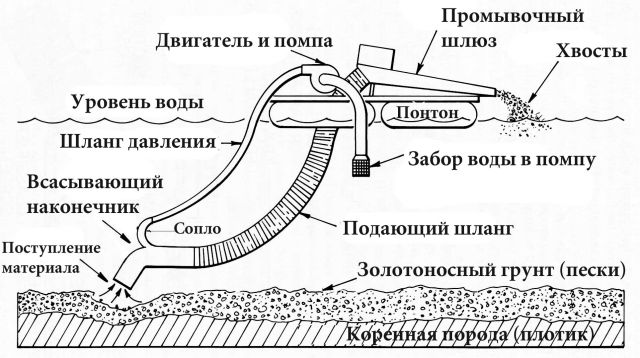 Промывочный
шлюз
Двигатель и помпа
Хвосты
Уровень воды
Понтон
Шланг давления
Забор воды в помпу
Всасывающий
наконечник
Сопло
Подающий шланг
Поступление
материала
Золотоносный грунт (пески)
Коренная порода (плотик)